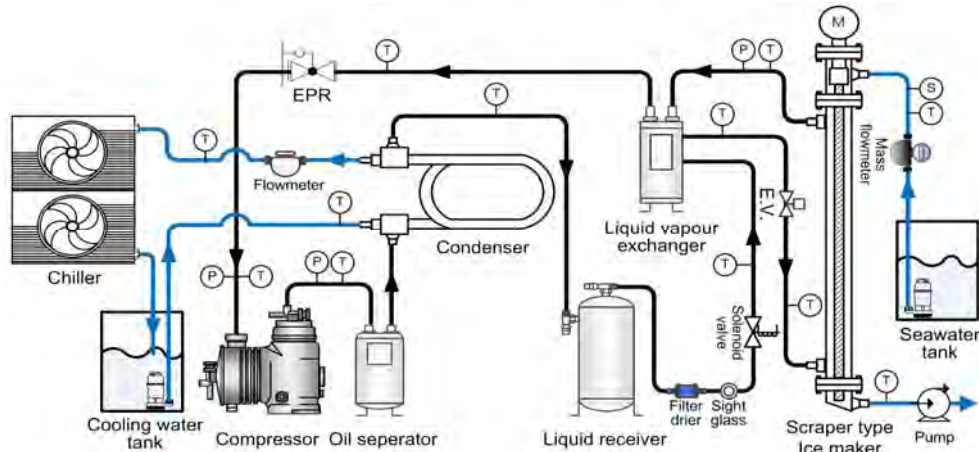 M
T
P
T
T
EPR
S
T
T
T
Mass
flowmeter
Flowmeter
E.V.
T
Liquid vapour
exchanger
Condenser
Chiller
P
T
P
T
T
T
Solenoid
valve
Seawater
tank
T
Cooling water
tank
Compressor
Oil seperator
Liquid receiver
Filter
drier
Sight
glass
Scraper type
Ice maker
Pump